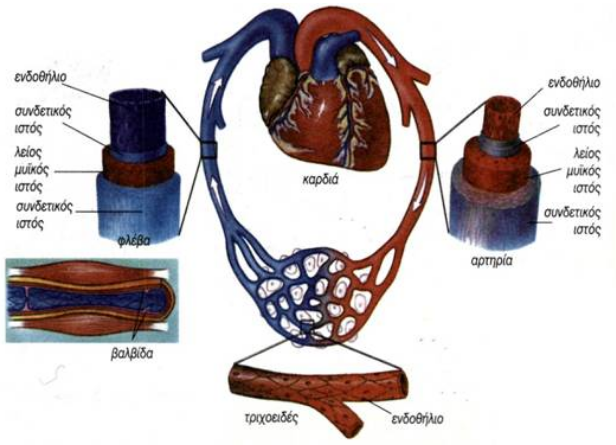 ενδοθήλιο
συνδετικός
ιστός
λείος
μυϊκός
ιστός
συνδετικός
ιστός
φλέβα
βαλβίδα
καρδιά
τριχοειδές
ενδοθήλιο
ενδοθήλιο
συνδετικός
ιστός
λείος
μυϊκός
ιστός
συνδετικός
ιστός
αρτηρία